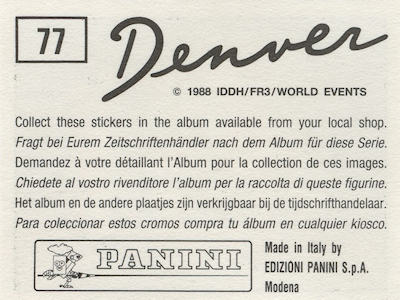 77
Denver
© 1988 IDDH/FR3/WORLD EVENTS
Collect these stickers in the album available from your local shop.
Fragt bei Eurem Zeitschriftenhändler nach dem Album für diese Serie.
Demandez à votre détaillant l'Album pour la collection de ces images.
Chiedete al vostro rivenditore l'album per la raccolta di queste figurine.
Het album en de andere plaatjes zijn verkrijgbaar bij de tijdschrifthandelaar.
Para coleccionar estos cromos compra tu álbum en cualquier kiosco.
PANINI
Made in Italy by
EDIZIONI PANINI S.p.A.
Modena